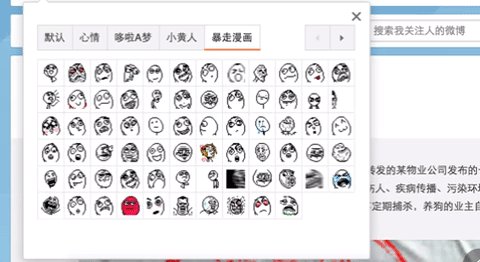 默认 心情 哆啦A梦 小黄人 暴走漫画
搜索我关注人的微博
转发的某物业公司发布的
伤人、疾病传播、污染环境
定期捕杀，养狗的业主自